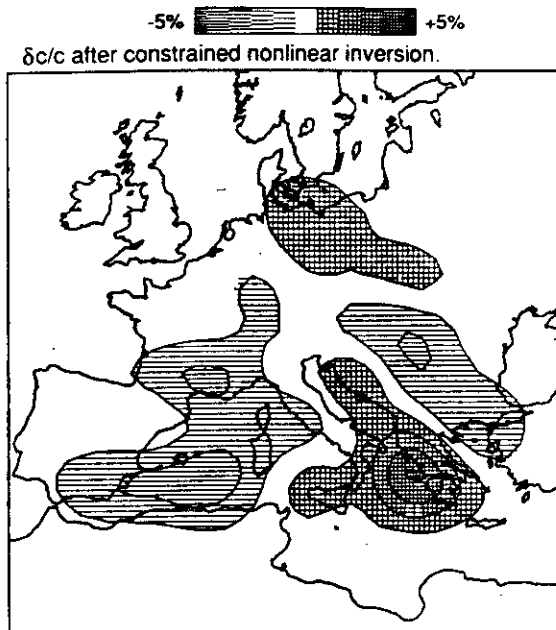 -5% +5%
δc/c after constrained nonlinear inversion.